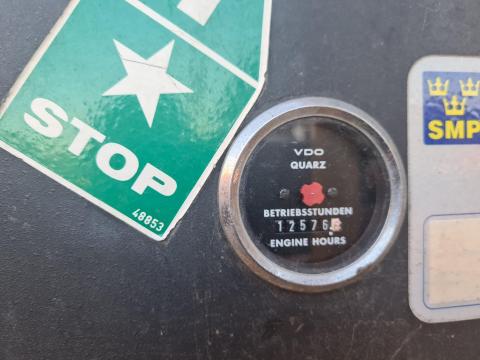 STOP
48853
VDO
QUARZ
BETRIEBSSTUNDEN
12576
ENGINE HOURS
SMP